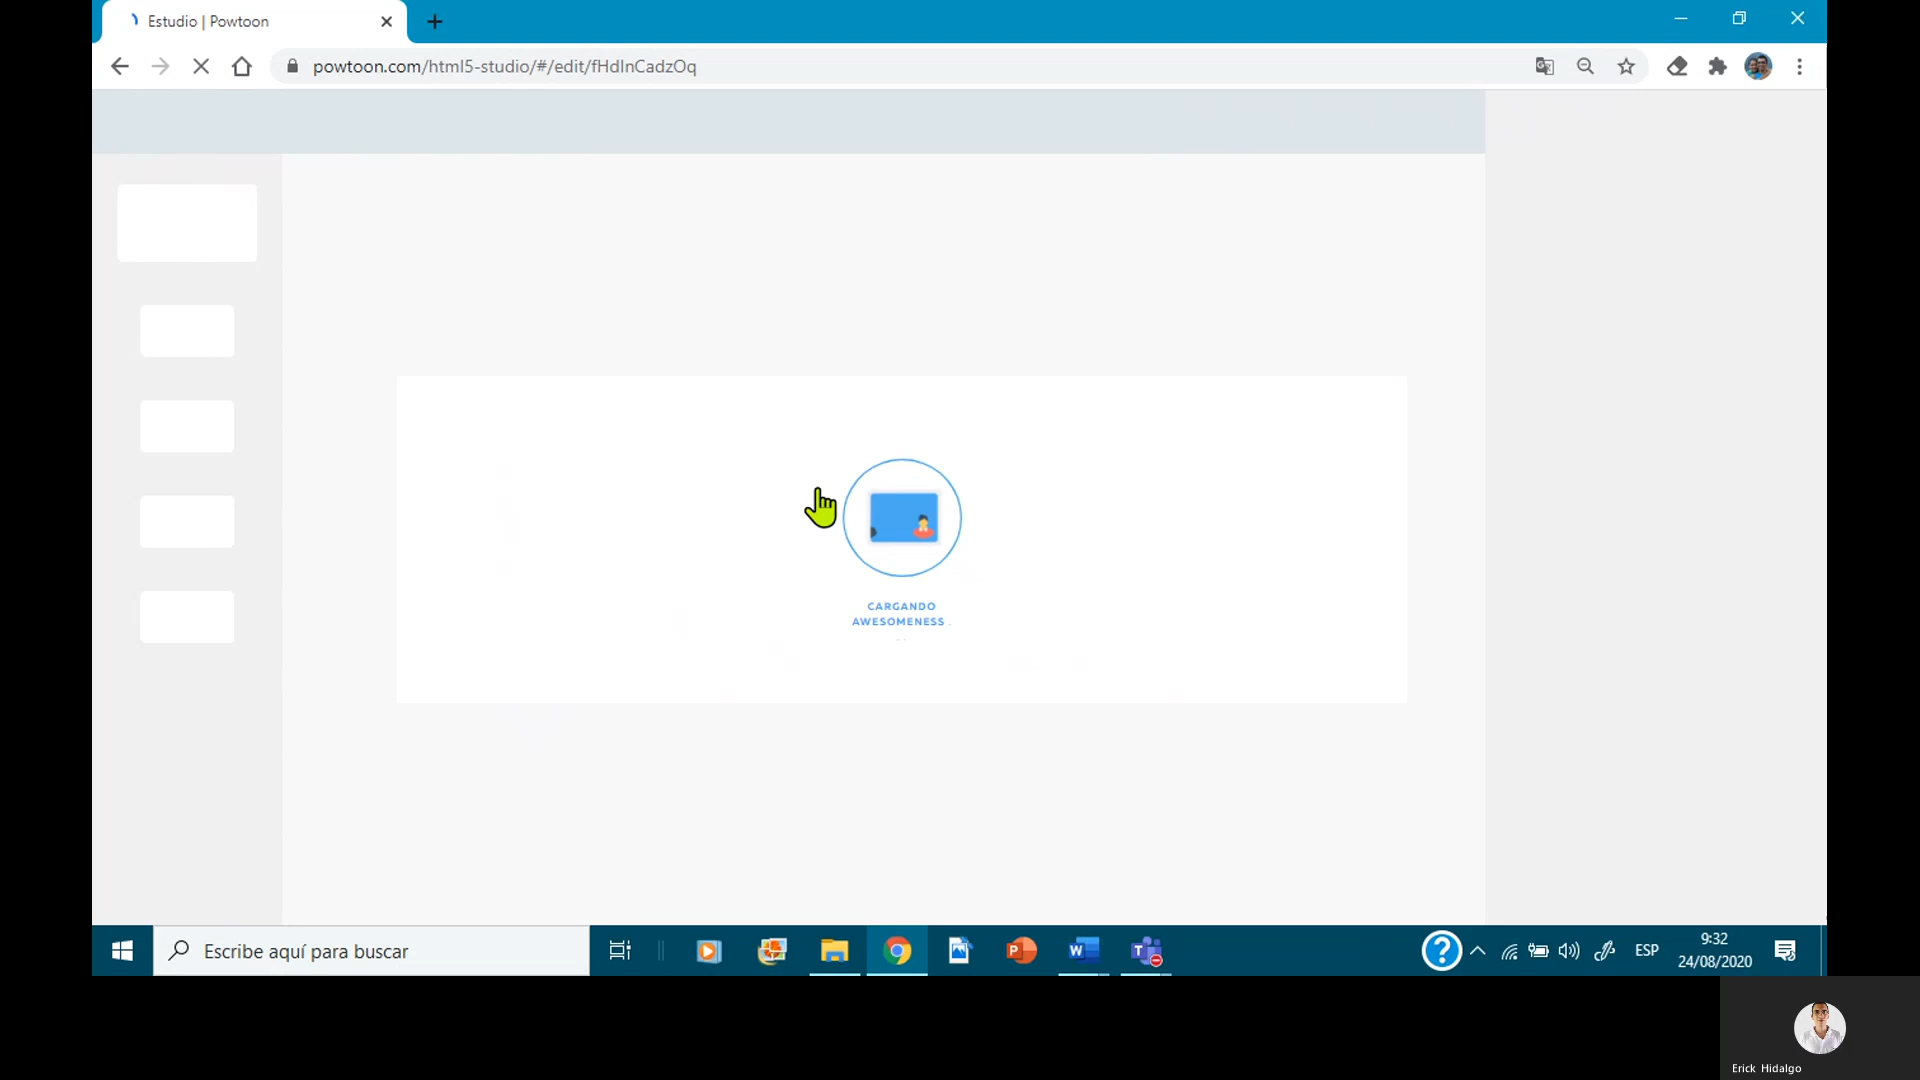 Estudio | Powtoon
powtoon.com/html5-studio/#/edit/fHdInCadzOq
CARGANDO
AWESOMENESS .
Escribe aquí para buscar
ESP
9:32
24/08/2020
Erick Hidalgo